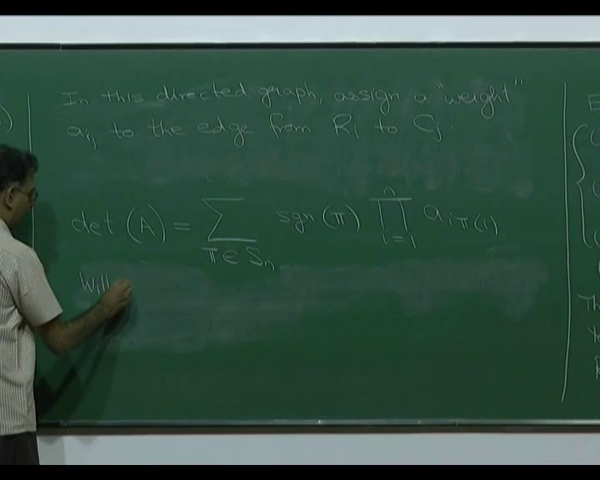 In this directed graph, assign a "weight"
aij to the edge from Ri to Cj.
det (A) = ∑ sgn (π) ∏ a i π(i)
π ∈ Sn
n
i=1
Will